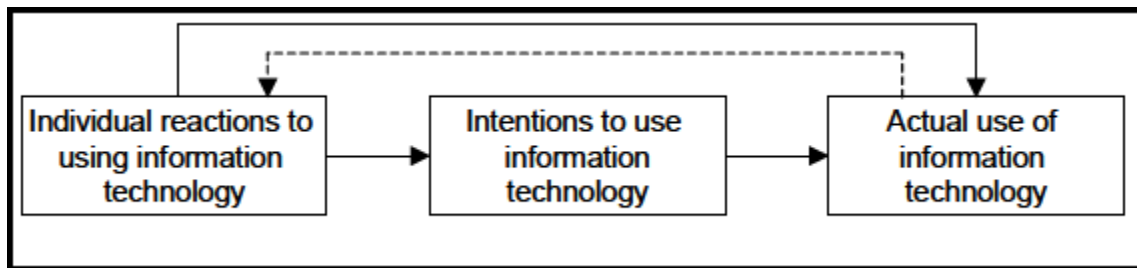 Individual reactions to
using information
technology
Intentions to use
information
technology
Actual use of
information
technology